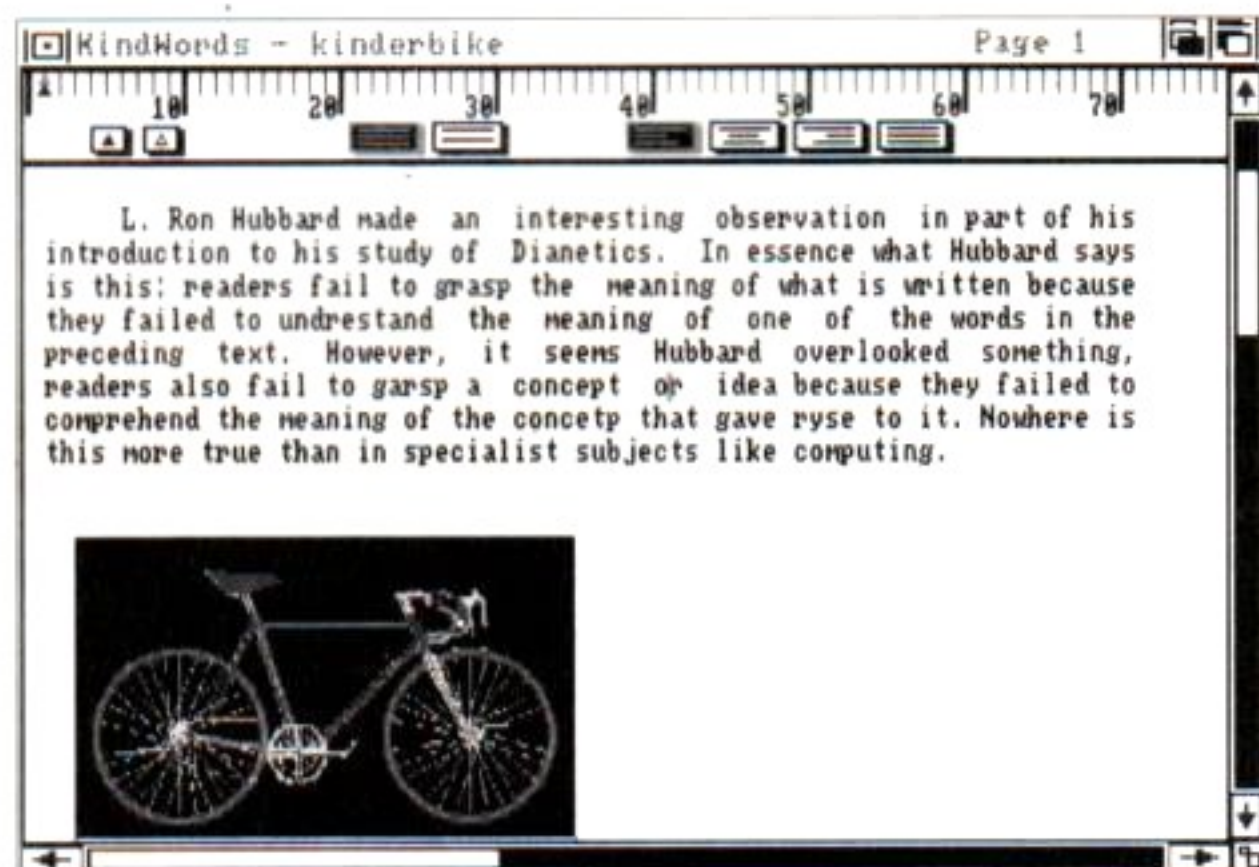 KindWords - kinderbike Page 1
10 20 30 40 50 60 70
L. Ron Hubbard made an interesting observation in part of his
introduction to his study of Dianetics. In essence what Hubbard says
is this: readers fail to grasp the meaning of what is written because
they failed to undrestand the meaning of one of the words in the
preceding text. However, it seems Hubbard overlooked something,
readers also fail to garsp a concept or idea because they failed to
comprehend the meaning of the concetp that gave ryse to it. Nowhere is
this more true than in specialist subjects like computing.